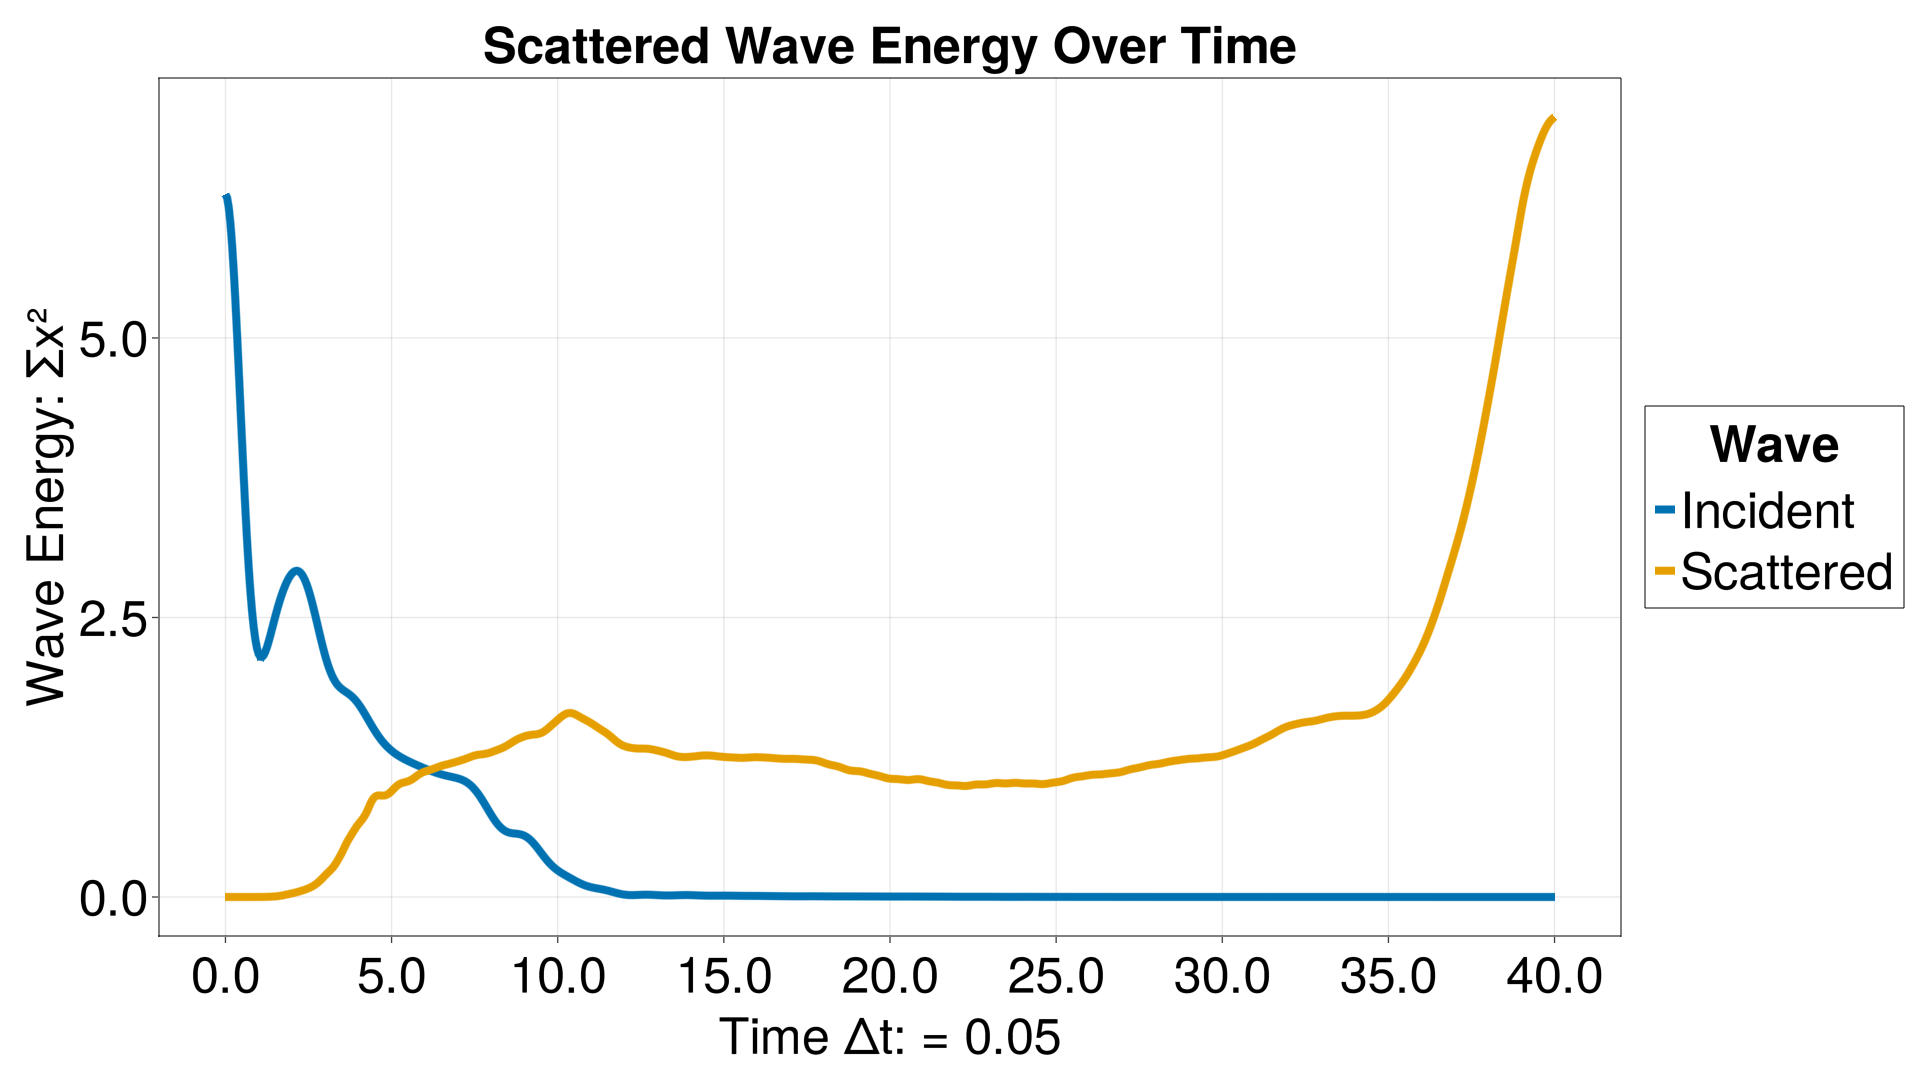 Scattered Wave Energy Over Time
Wave Energy: Σx²
5.0
2.5
0.0
0.0 5.0 10.0 15.0 20.0 25.0 30.0 35.0 40.0
Time Δt: = 0.05
Wave
Incident
Scattered